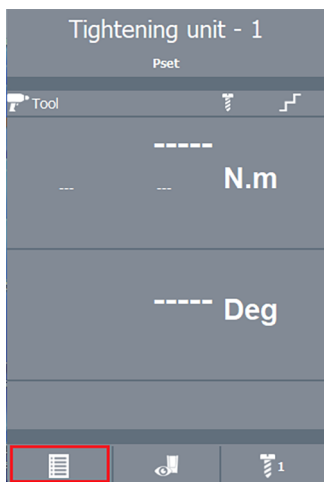 Tightening unit - 1
Pset
Tool
-----
--- --- N.m
----- Deg
1